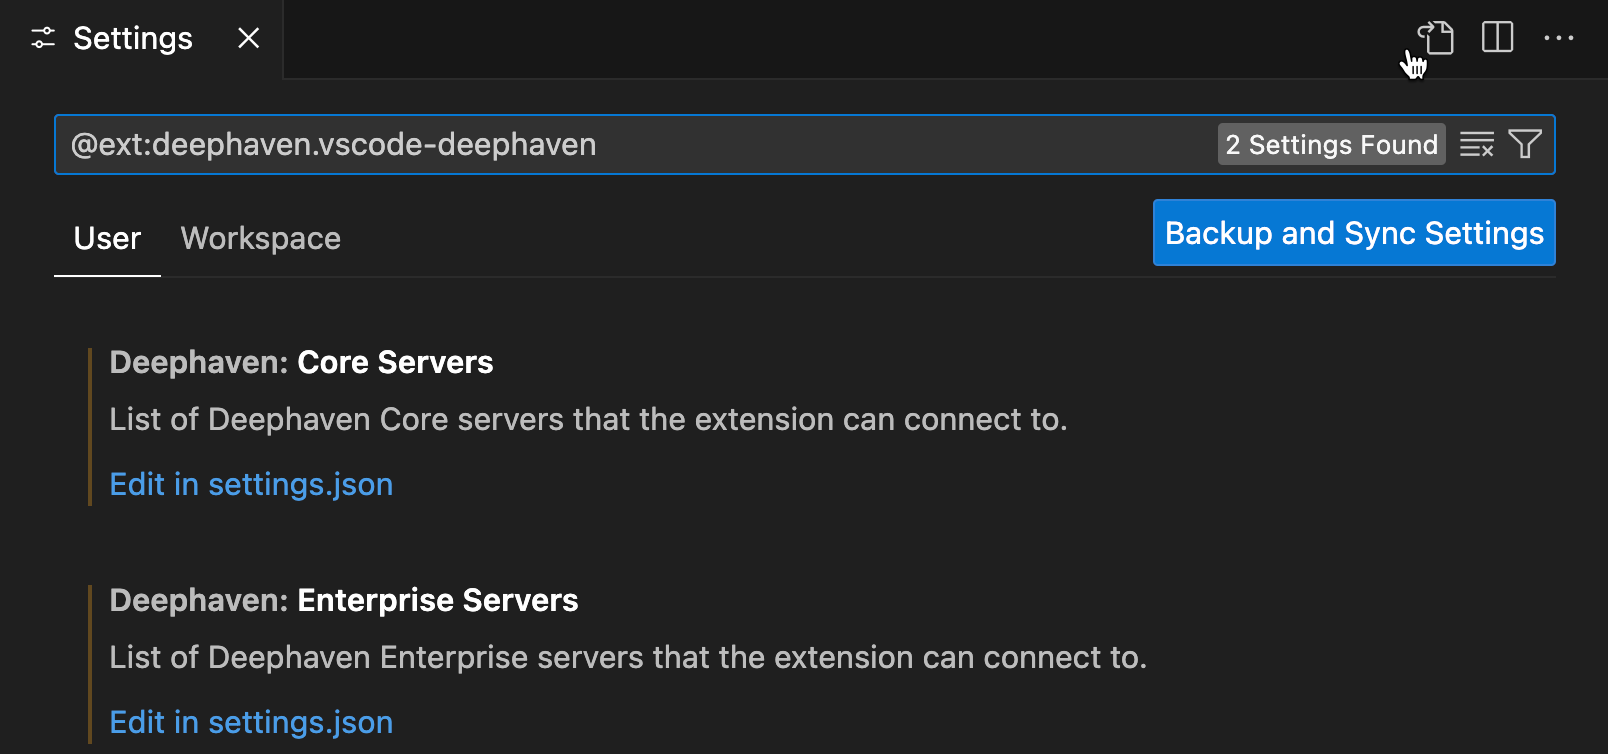 Settings
@ext:deephaven.vscode-deephaven
2 Settings Found
User Workspace
Backup and Sync Settings
Deephaven: Core Servers
List of Deephaven Core servers that the extension can connect to.
Edit in settings.json
Deephaven: Enterprise Servers
List of Deephaven Enterprise servers that the extension can connect to.
Edit in settings.json